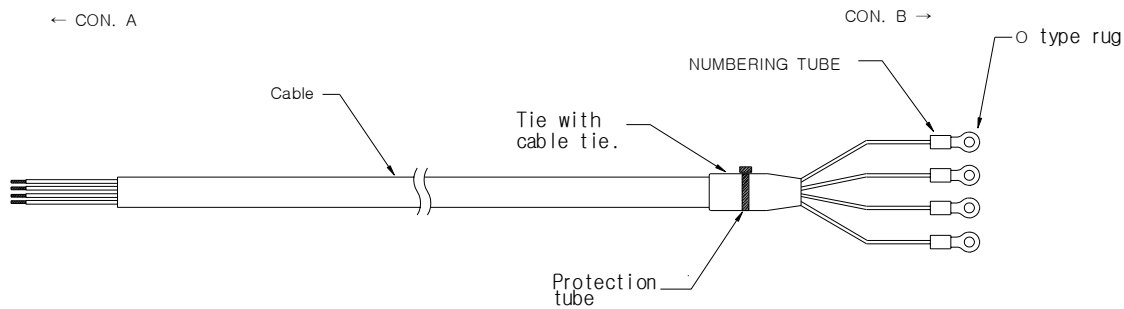 ← CON. A
CON. B →
O type rug
NUMBERING TUBE
Cable
Tie with
cable tie.
Protection
tube